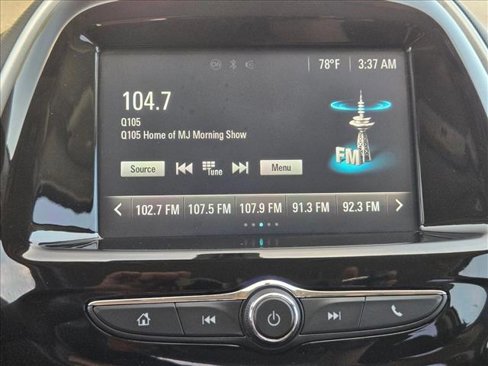 78°F 3:37 AM
104.7
Q105
Q105 Home of MJ Morning Show
FM
Source Tune Menu
102.7 FM 107.5 FM 107.9 FM 91.3 FM 92.3 FM